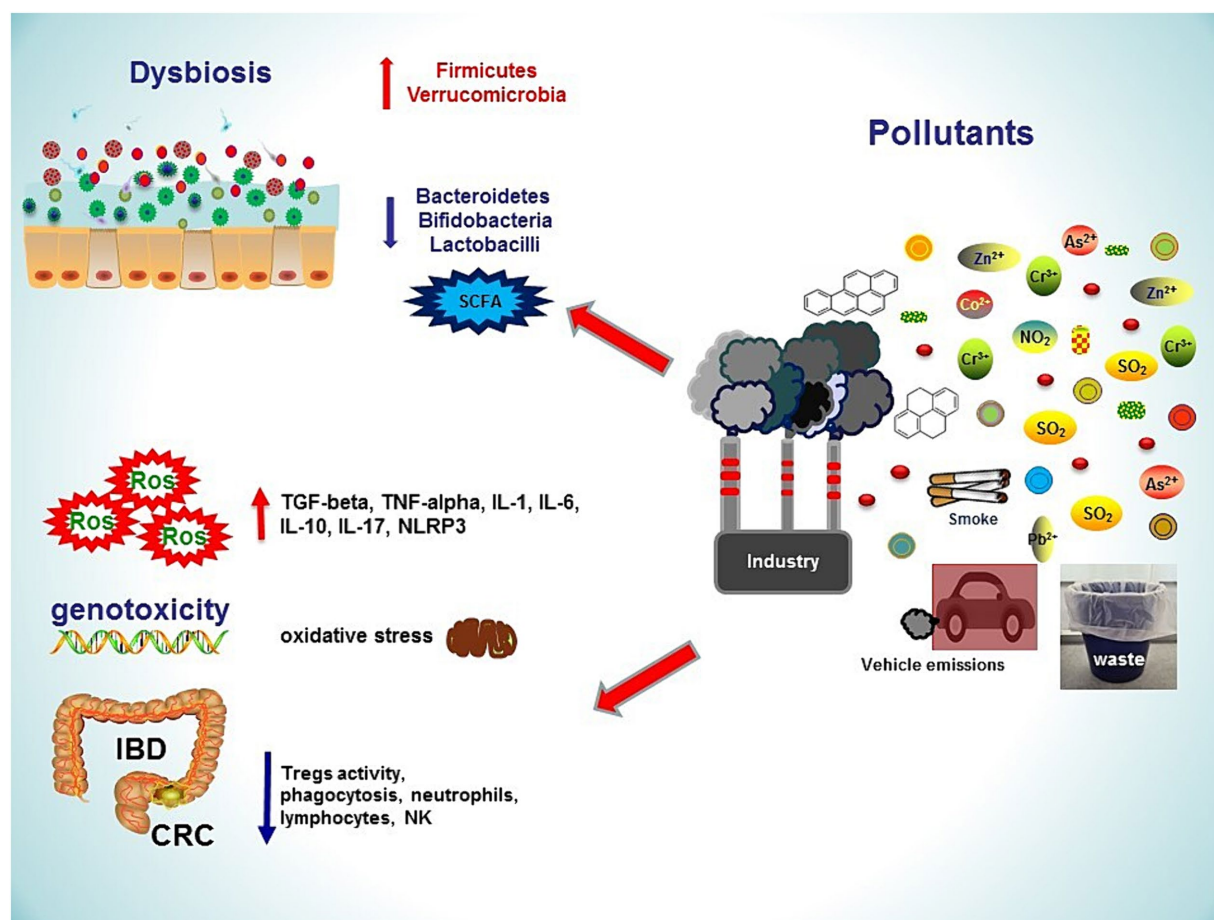 Dysbiosis
Firmicutes
Verrucomicrobia
Bacteroidetes
Bifidobacteria
Lactobacilli
SCFA
Pollutants
As²⁺
Zn²⁺
Cr³⁺
Zn²⁺
Co²⁺
NO₂
Cr³⁺
Cr³⁺
SO₂
SO₂
As²⁺
Smoke
SO₂
Pb²⁺
Industry
Vehicle emissions
waste
Ros
Ros
Ros
TGF-beta, TNF-alpha, IL-1, IL-6,
IL-10, IL-17, NLRP3
genotoxicity
oxidative stress
IBD
CRC
Tregs activity,
phagocytosis, neutrophils,
lymphocytes, NK